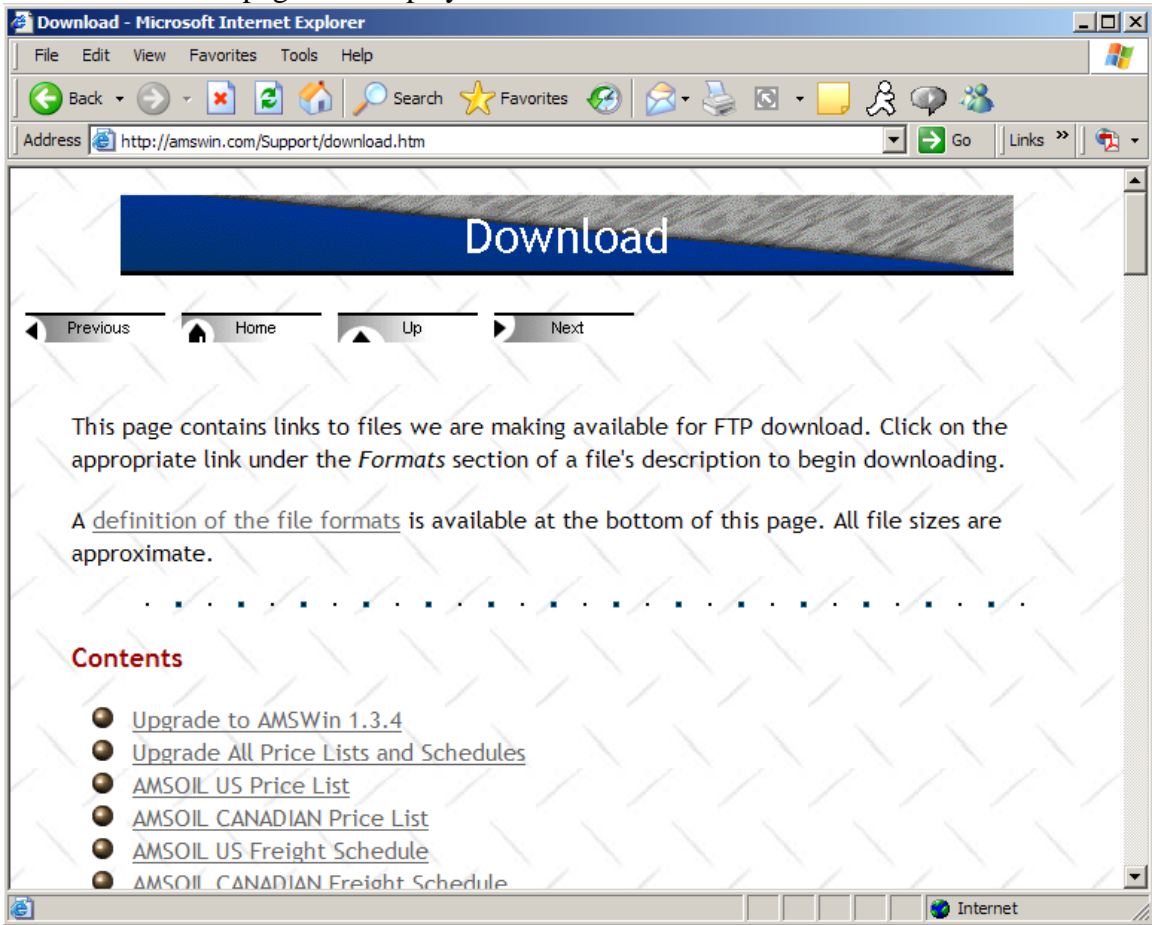 Download - Microsoft Internet Explorer
File Edit View Favorites Tools Help
Back Search Favorites
Address http://amswin.com/Support/download.htm Go Links »
Download
Previous Home Up Next
This page contains links to files we are making available for FTP download. Click on the
appropriate link under the Formats section of a file's description to begin downloading.
A definition of the file formats is available at the bottom of this page. All file sizes are
approximate.
Contents
Upgrade to AMSWin 1.3.4
Upgrade All Price Lists and Schedules
AMSOIL US Price List
AMSOIL CANADIAN Price List
AMSOIL US Freight Schedule
AMSOIL CANADIAN Freight Schedule
Internet